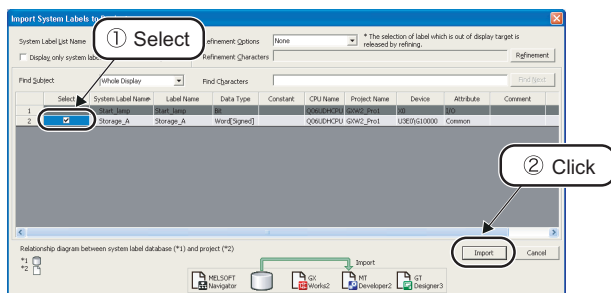 Import System Labels to
① Select
System Label List Name
Refinement Options
None
* The selection of label which is out of display target is
released by refining.
Display only system
Refinement Characters
Refinement
Find Subject
Whole Display
Find Characters
Find Next
Select System Label Name Label Name Data Type Constant CPU Name Project Name Device Attribute Comment
1 Start_lamp Start_lamp Bit Q06UDHCPU GXW2_Pro1 X0 I/O
2 Storage_A Storage_A Word[Signed] Q06UDHCPU GXW2_Pro1 U3E0\G10000 Common
② Click
Relationship diagram between system label database (*1) and project (*2)
Import
Cancel
*1
*2
Import
MELSOFT
Navigator
GX
Works2
MT
Developer2
GT
Designer3